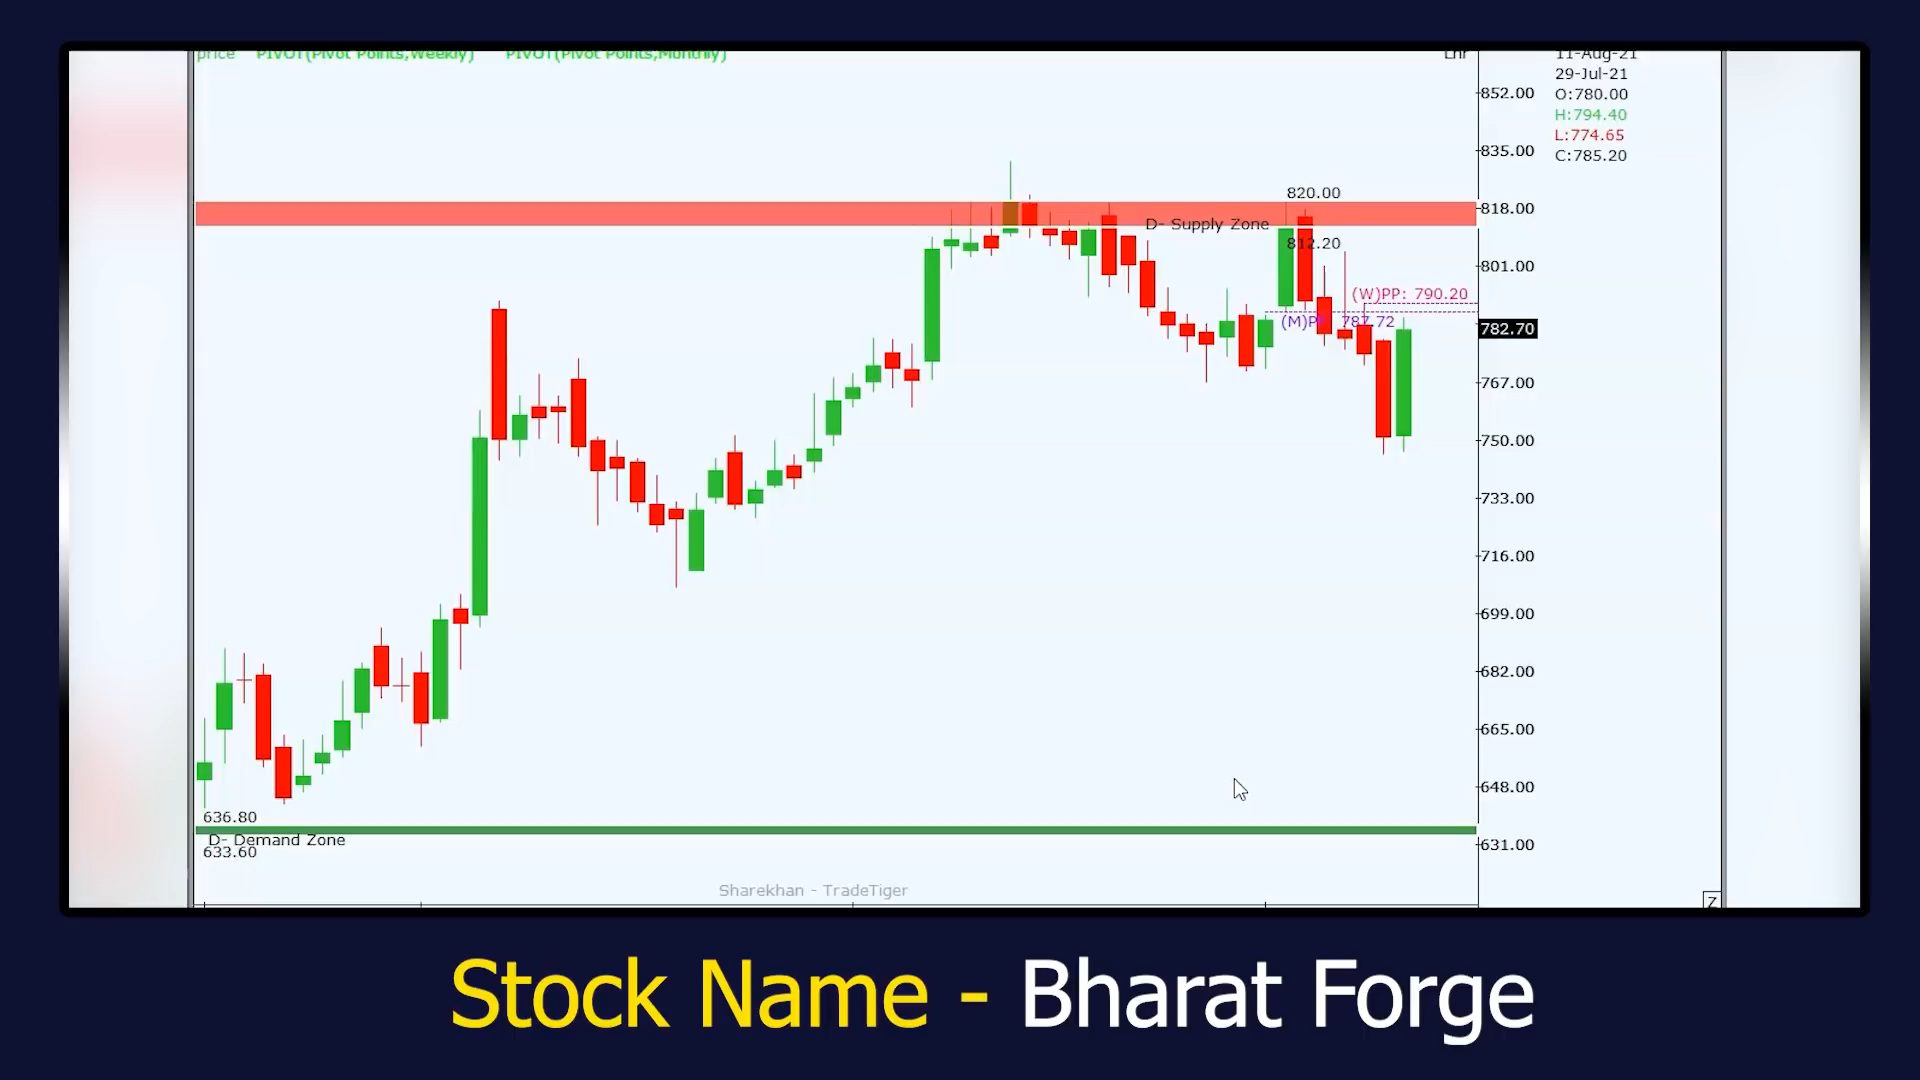 price PIVOT(Pivot Points,Weekly) PIVOT(Pivot Points,Monthly)
11-Aug-21
29-Jul-21
O:780.00
H:794.40
L:774.65
C:785.20
852.00
835.00
820.00
818.00
D- Supply Zone
812.20
801.00
(W)PP: 790.20
787.72
782.70
767.00
750.00
733.00
716.00
699.00
682.00
665.00
648.00
636.80
D- Demand Zone
633.60
631.00
Sharekhan - TradeTiger
Z
Stock Name - Bharat Forge